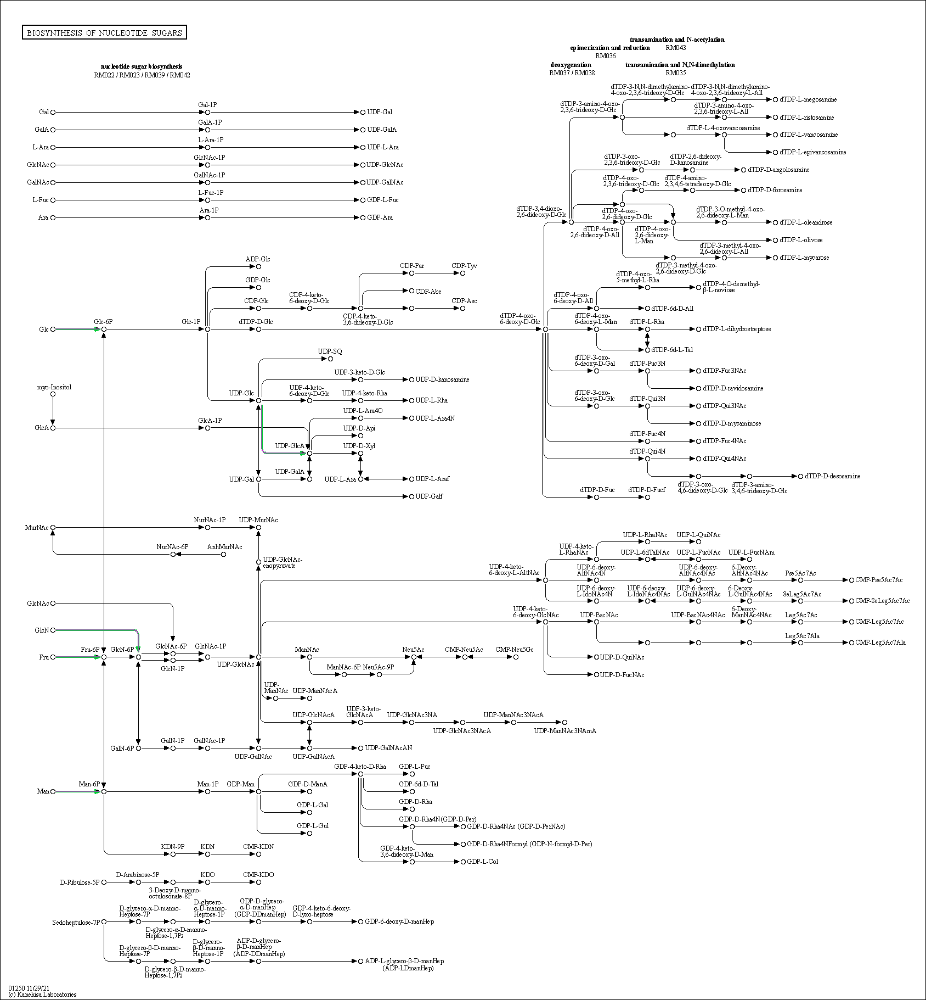 BIOSYNTHESIS OF NUCLEOTIDE SUGARS
transamination and N-acetylation
RM043
epimerization and reduction
RM036
nucleotide sugar biosynthesis
RM022 / RM023 / RM039 / RM042
deoxygenation
RM037 / RM038
transamination and N,N-dimethylation
RM035
Gal
Gal-1P
UDP-Gal
GalA
GalA-1P
UDP-GalA
L-Ara
L-Ara-1P
UDP-L-Ara
GlcNAc
GlcNAc-1P
UDP-GlcNAc
GalNAc
GalNAc-1P
UDP-GalNAc
L-Fuc
L-Fuc-1P
GDP-L-Fuc
Ara
Ara-1P
GDP-Ara
dTDP-3-amino-4-oxo-
2,3,6-trideoxy-D-Glc
dTDP-3-N,N-dimethylamino-
4-oxo-2,3,6-trideoxy-D-Glc
dTDP-3-N,N-dimethylamino-
4-oxo-2,3,6-trideoxy-L-All
dTDP-L-megosamine
dTDP-3-amino-4-oxo-
2,3,6-trideoxy-L-All
dTDP-L-ristosamine
dTDP-L-4-oxovancosamine
dTDP-L-vancosamine
dTDP-L-epivancosamine
dTDP-3-oxo-
2,3,6-trideoxy-D-Glc
dTDP-2,6-dideoxy-
D-kanosamine
dTDP-D-angolosamine
dTDP-4-oxo-
2,3,6-trideoxy-D-Glc
dTDP-4-amino-
2,3,4,6-tetradeoxy-D-Glc
dTDP-D-forosamine
dTDP-3,4-dioxo-
2,6-dideoxy-D-Glc
dTDP-4-oxo-
2,6-dideoxy-D-Glc
dTDP-3-O-methyl-4-oxo-
2,6-dideoxy-L-Man
dTDP-L-oleandrose
dTDP-4-oxo-
2,6-dideoxy-D-All
dTDP-4-oxo-
2,6-dideoxy-
L-Man
dTDP-L-olivose
dTDP-3-methyl-4-oxo-
2,6-dideoxy-L-All
dTDP-L-mycarose
dTDP-3-methyl-4-oxo-
2,6-dideoxy-D-Glc
ADP-Glc
GDP-Glc
CDP-Glc
CDP-4-keto-
6-deoxy-D-Glc
CDP-Par
CDP-Tyv
CDP-Abe
CDP-Asc
CDP-4-keto-
3,6-dideoxy-D-Glc
Glc
Glc-6P
Glc-1P
dTDP-D-Glc
dTDP-4-oxo-
6-deoxy-D-Glc
dTDP-4-oxo-
6-deoxy-D-All
dTDP-4-oxo-
5-methyl-L-Rha
dTDP-4-O-demethyl-
β-L-noviose
dTDP-6d-D-All
dTDP-4-oxo-
6-deoxy-L-Man
dTDP-L-Rha
dTDP-L-dihydrostreptose
dTDP-6d-L-Tal
dTDP-3-oxo-
6-deoxy-D-Gal
dTDP-Fuc3N
dTDP-Fuc3NAc
dTDP-D-ravidosamine
dTDP-3-oxo-
6-deoxy-D-Glc
dTDP-Qui3N
dTDP-Qui3NAc
dTDP-D-mycaminose
dTDP-Fuc4N
dTDP-Fuc4NAc
dTDP-Qui4N
dTDP-Qui4NAc
dTDP-D-desosamine
dTDP-3-oxo-
4,6-dideoxy-D-Glc
dTDP-3-amino-
3,4,6-trideoxy-D-Glc
dTDP-D-Fuc
dTDP-D-Fucf
UDP-SQ
UDP-3-keto-D-Glc
UDP-D-kanosamine
UDP-Glc
UDP-4-keto-
6-deoxy-D-Glc
UDP-4-keto-Rha
UDP-L-Rha
UDP-L-Ara4O
UDP-L-Ara4N
UDP-D-Api
myo-Inositol
GlcA
GlcA-1P
UDP-GlcA
UDP-D-Xyl
UDP-Gal
UDP-GalA
UDP-L-Ara
UDP-L-Araf
UDP-Galf
MurNAc
NurNAc-1P
UDP-MurNAc
NurNAc-6P
AnhMurNAc
UDP-GlcNAc-
enopyruvate
UDP-4-keto-
6-deoxy-L-AltNAc
UDP-4-keto-
L-RhaNAc
UDP-L-RhaNAc
UDP-L-QuiNAc
UDP-L-6dTalNAc
UDP-L-FucNAc
UDP-L-FucNAm
UDP-6-deoxy-
AltNAc4N
UDP-6-deoxy-
AltNAc4NAc
6-Deoxy-
AltNAc4NAc
Pse5Ac7Ac
CMP-Pse5Ac7Ac
UDP-6-deoxy-
L-IdoNAc4N
UDP-6-deoxy-
L-IdoNAc4NAc
UDP-6-deoxy-
L-GulNAc4NAc
6-Deoxy-
L-GulNAc4NAc
8eLeg5Ac7Ac
CMP-8eLeg5Ac7Ac
UDP-4-keto-
6-deoxy-GlcNAc
UDP-BacNAc
UDP-BacNAc4NAc
6-Deoxy-
ManNAc4NAc
Leg5Ac7Ac
CMP-Leg5Ac7Ac
Leg5Ac7Ala
CMP-Leg5Ac7Ala
UDP-D-QuiNAc
UDP-D-FucNAc
GlcNAc
GlcN
Fru
Fru-6P
GlcN-6P
GlcNAc-6P
GlcNAc-1P
GlcN-1P
UDP-GlcNAc
ManNAc
Neu5Ac
CMP-Neu5Ac
CMP-Neu5Gc
ManNAc-6P
Neu5Ac-9P
UDP-
ManNAc
UDP-ManNAcA
UDP-GlcNAcA
UDP-3-keto-
GlcNAcA
UDP-GlcNAc3NA
UDP-GlcNAc3NAcA
UDP-ManNAc3NAcA
UDP-ManNAc3NAmA
GalN-6P
GalN-1P
GalNAc-1P
UDP-GalNAc
UDP-GalNAcA
UDP-GalNAcAN
Man
Man-6P
Man-1P
GDP-Man
GDP-4-keto-D-Rha
GDP-L-Fuc
GDP-D-ManA
GDP-6d-D-Tal
GDP-L-Gal
GDP-D-Rha
GDP-L-Gul
GDP-D-Rha4N(GDP-D-Per)
GDP-D-Rha4NAc (GDP-D-PerNAc)
GDP-D-Rha4NFormyl (GDP-N-formyl-D-Per)
GDP-4-keto-
3,6-dideoxy-D-Man
GDP-L-Col
KDN-9P
KDN
CMP-KDN
D-Ribulose-5P
D-Arabinose-5P
3-Deoxy-D-manno-
octulosonate-8P
KDO
CMP-KDO
Sedoheptulose-7P
D-glycero-α-D-manno-
Heptose-7P
D-glycero-α-D-manno-
Heptose-1,7P2
D-glycero-
α-D-manno-
Heptose-1P
GDP-D-glycero-
α-D-manHep
(GDP-DDmanHep)
GDP-4-keto-6-deoxy-
D-lyxo-heptose
GDP-6-deoxy-D-manHep
D-glycero-β-D-manno-
Heptose-7P
D-glycero-β-D-manno-
Heptose-1,7P2
D-glycero-
β-D-manno-
Heptose-1P
ADP-D-glycero-
β-D-manHep
(ADP-DDmanHep)
ADP-L-glycero-β-D-manHep
(ADP-LDmanHep)
01250 11/29/21
(c) Kanehisa Laboratories